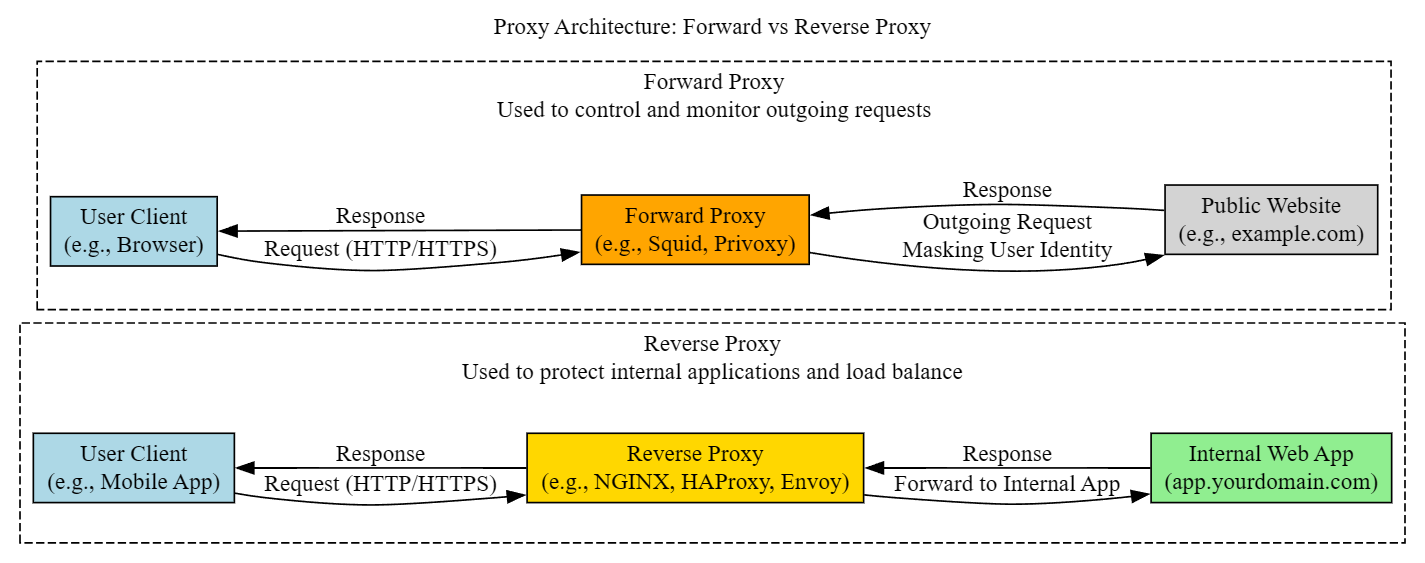 Proxy Architecture: Forward vs Reverse Proxy
Forward Proxy
Used to control and monitor outgoing requests
User Client
(e.g., Browser)
Response
Request (HTTP/HTTPS)
Forward Proxy
(e.g., Squid, Privoxy)
Response
Outgoing Request
Masking User Identity
Public Website
(e.g., example.com)
Reverse Proxy
Used to protect internal applications and load balance
User Client
(e.g., Mobile App)
Response
Request (HTTP/HTTPS)
Reverse Proxy
(e.g., NGINX, HAProxy, Envoy)
Response
Forward to Internal App
Internal Web App
(app.yourdomain.com)